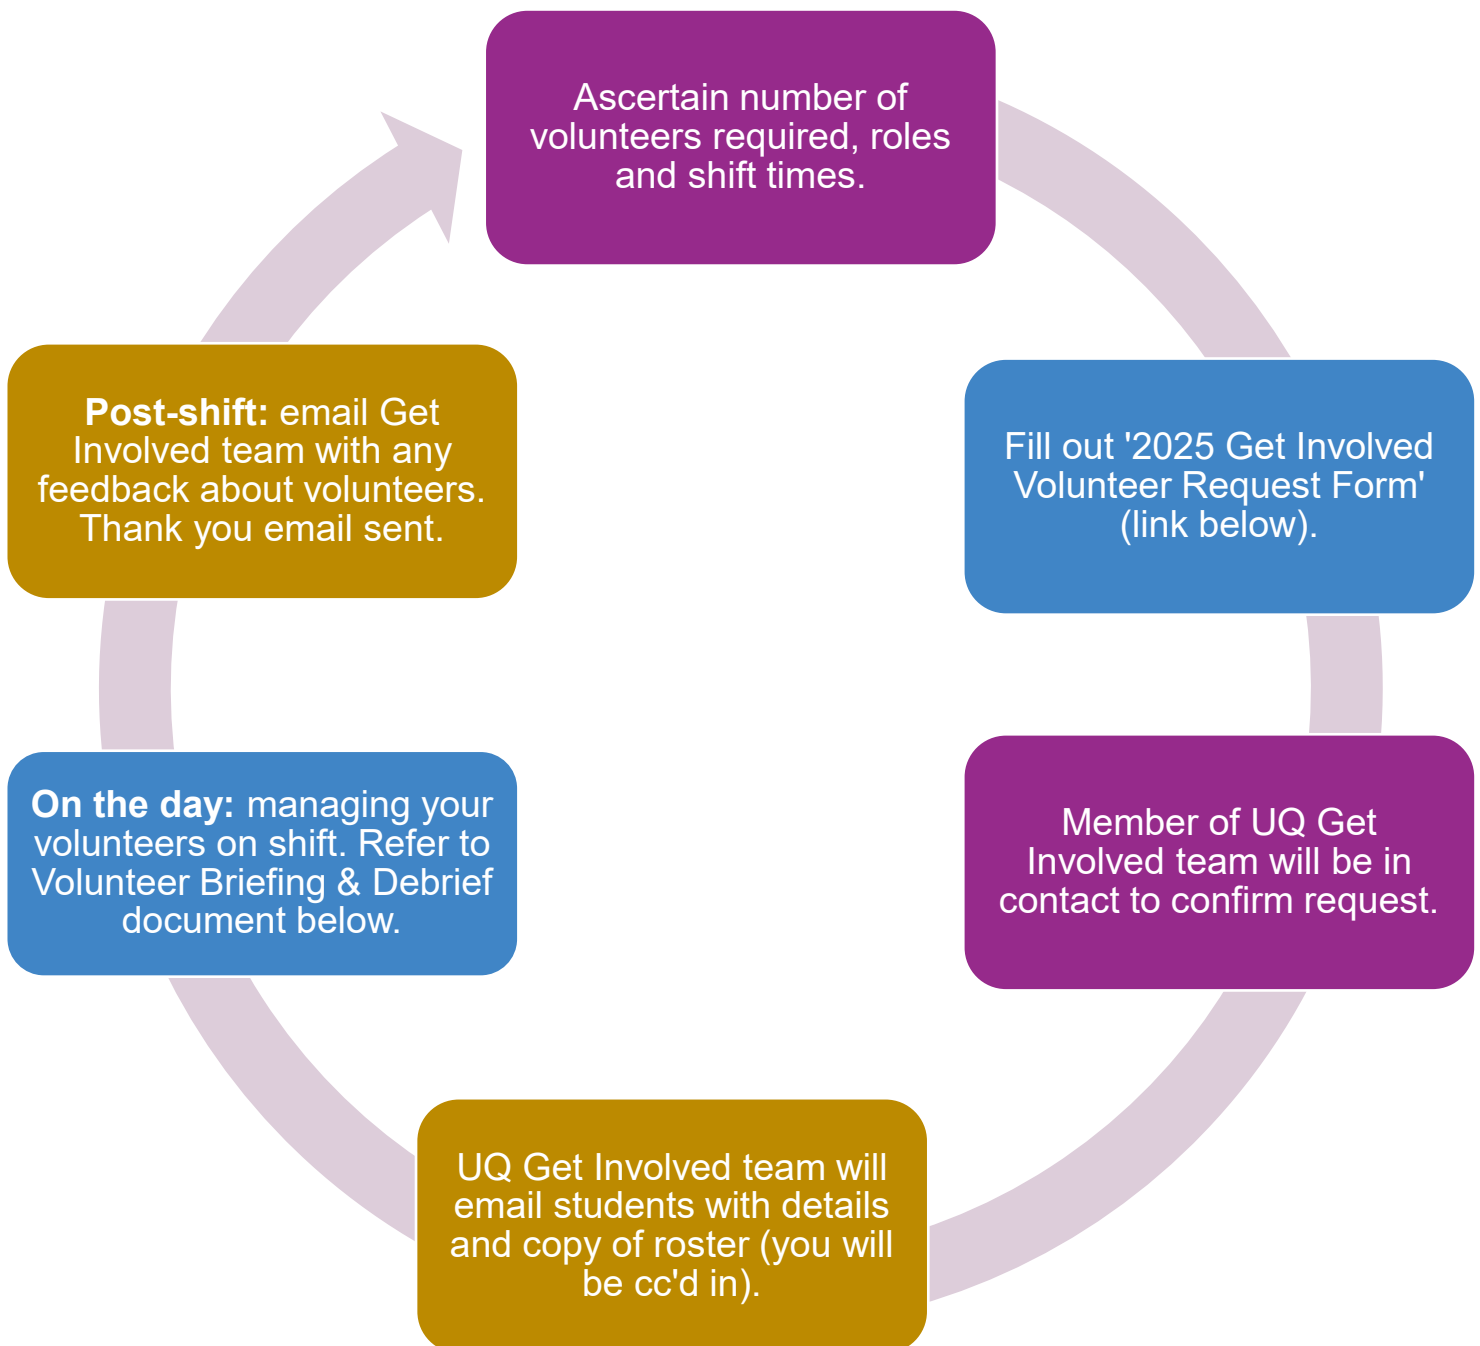 Ascertain number of
volunteers required, roles
and shift times.
Fill out '2025 Get Involved
Volunteer Request Form'
(link below).
Member of UQ Get
Involved team will be in
contact to confirm request.
UQ Get Involved team will
email students with details
and copy of roster (you will
be cc'd in).
On the day: managing your
volunteers on shift. Refer to
Volunteer Briefing & Debrief
document below.
Post-shift: email Get
Involved team with any
feedback about volunteers.
Thank you email sent.